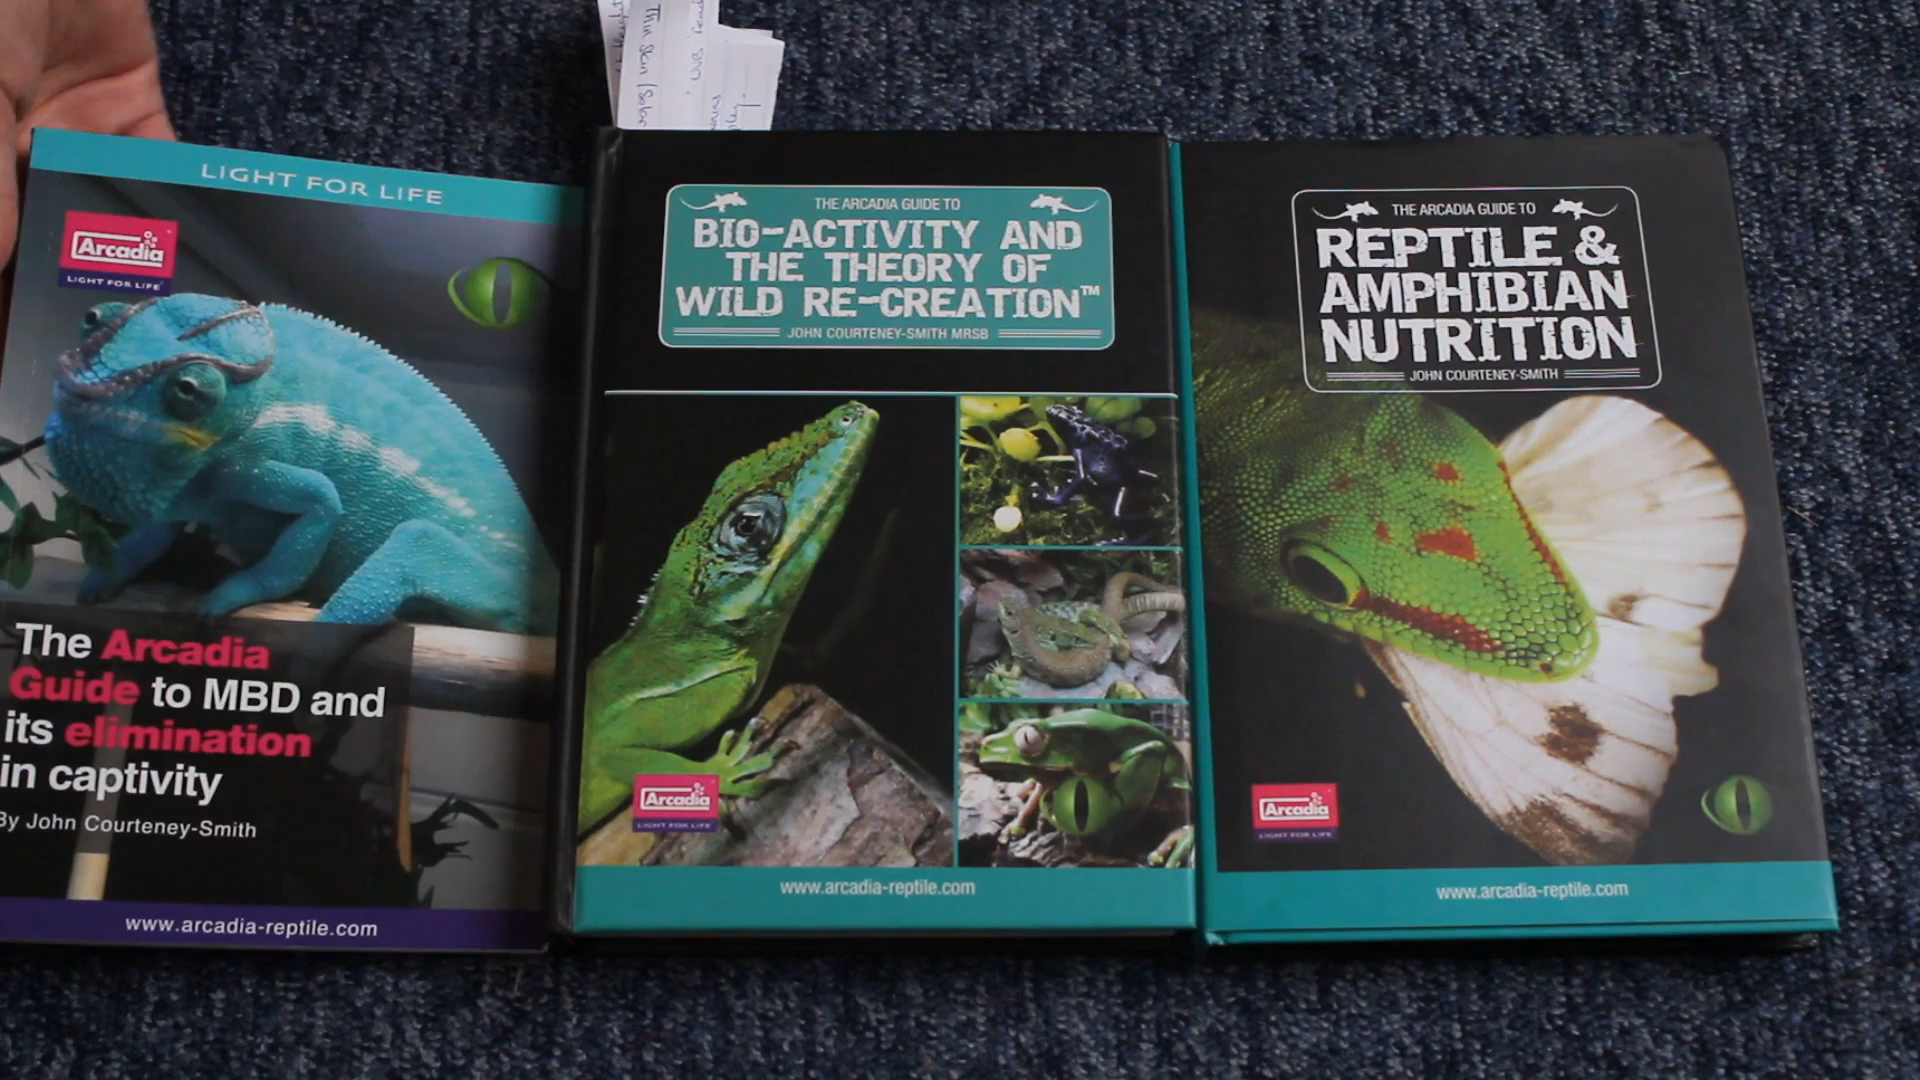 Thin skin
UVB
LIGHT FOR LIFE
Arcadia
LIGHT FOR LIFE
The Arcadia
Guide to MBD and
its elimination
in captivity
By John Courteney-Smith
www.arcadia-reptile.com
THE ARCADIA GUIDE TO
BIO-ACTIVITY AND
THE THEORY OF
WILD RE-CREATION™
JOHN COURTENEY-SMITH MRSB
Arcadia
LIGHT FOR LIFE
www.arcadia-reptile.com
THE ARCADIA GUIDE TO
REPTILE &
AMPHIBIAN
NUTRITION
JOHN COURTENEY-SMITH
Arcadia
LIGHT FOR LIFE
www.arcadia-reptile.com